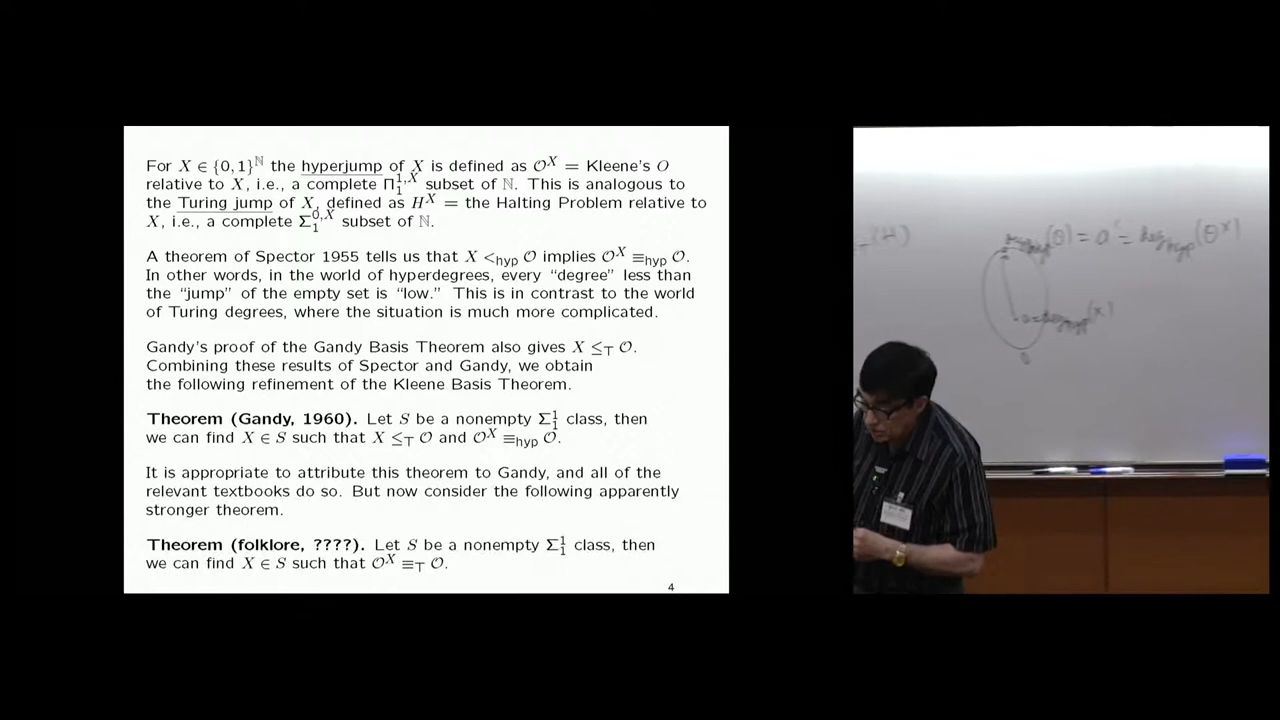 For X ∈ {0,1}^ℕ the hyperjump of X is defined as 𝒪^X = Kleene's O
relative to X, i.e., a complete Π^{1,X}_1 subset of ℕ. This is analogous to
the Turing jump of X, defined as H^X = the Halting Problem relative to
X, i.e., a complete Σ^{0,X}_1 subset of ℕ.
A theorem of Spector 1955 tells us that X <_hyp 𝒪 implies 𝒪^X ≡_hyp 𝒪.
In other words, in the world of hyperdegrees, every “degree” less than
the “jump” of the empty set is “low.” This is in contrast to the world
of Turing degrees, where the situation is much more complicated.
Gandy's proof of the Gandy Basis Theorem also gives X ≤_T 𝒪.
Combining these results of Spector and Gandy, we obtain
the following refinement of the Kleene Basis Theorem.
Theorem (Gandy, 1960). Let S be a nonempty Σ^1_1 class, then
we can find X ∈ S such that X ≤_T 𝒪 and 𝒪^X ≡_hyp 𝒪.
It is appropriate to attribute this theorem to Gandy, and all of the
relevant textbooks do so. But now consider the following apparently
stronger theorem.
Theorem (folklore, ????). Let S be a nonempty Σ^1_1 class, then
we can find X ∈ S such that 𝒪^X ≡_T 𝒪.
4
(𝒪) = a' = deg_hyp(𝒪^X)
a = deg_hyp(X)
0